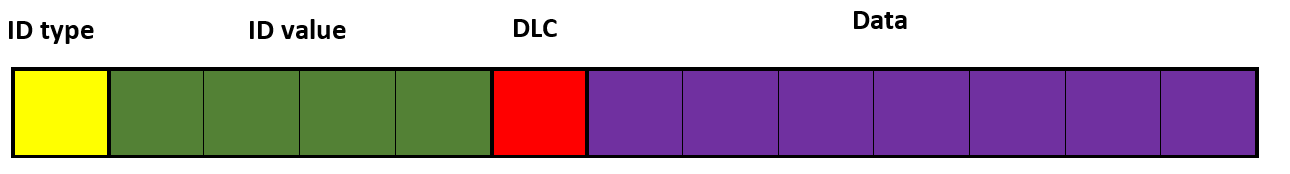 ID type ID value DLC Data